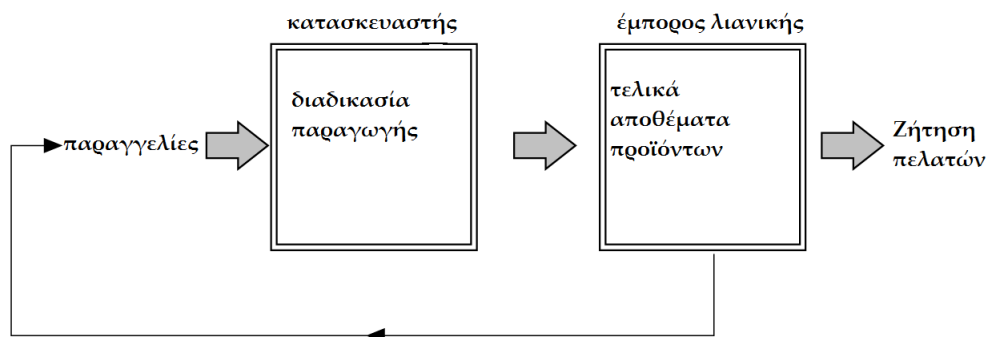 κατασκευαστής
έμπορος λιανικής
διαδικασία
παραγωγής
τελικά
αποθέματα
προϊόντων
παραγγελίες
Ζήτηση
πελατών